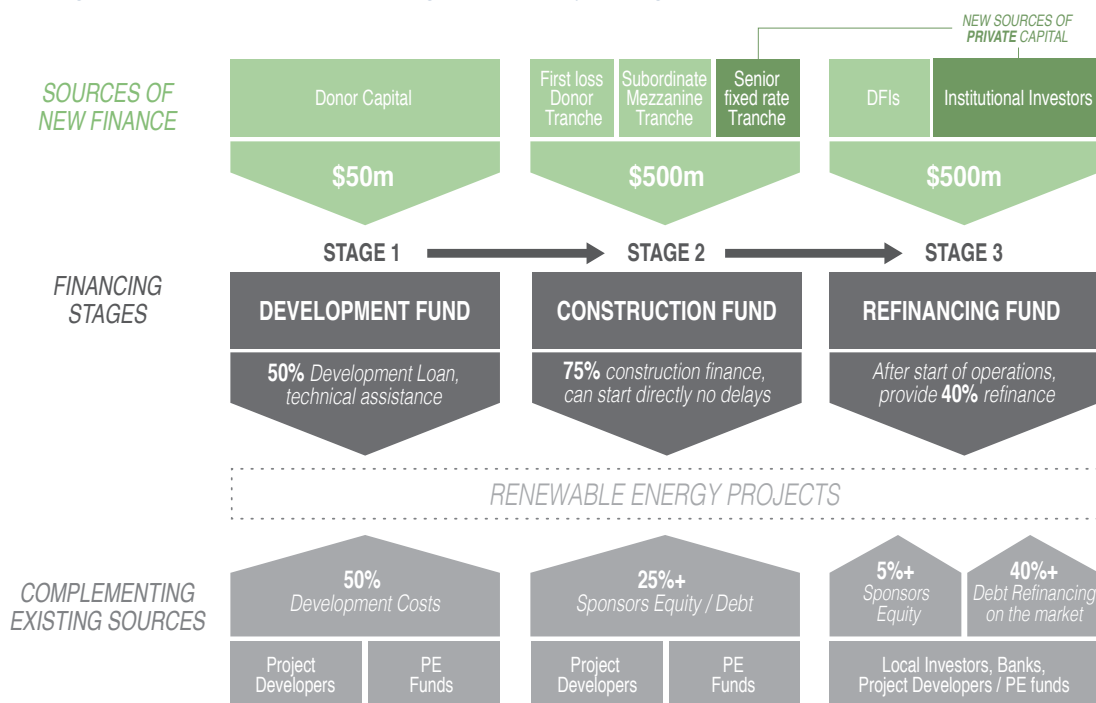 NEW SOURCES OF
PRIVATE CAPITAL
SOURCES OF
NEW FINANCE
Donor Capital
First loss
Donor
Tranche
Subordinate
Mezzanine
Tranche
Senior
fixed rate
Tranche
DFIs
Institutional Investors
$50m
$500m
$500m
STAGE 1
STAGE 2
STAGE 3
FINANCING
STAGES
DEVELOPMENT FUND
CONSTRUCTION FUND
REFINANCING FUND
50% Development Loan,
technical assistance
75% construction finance,
can start directly no delays
After start of operations,
provide 40% refinance
RENEWABLE ENERGY PROJECTS
COMPLEMENTING
EXISTING SOURCES
50%
Development Costs
25%+
Sponsors Equity / Debt
5%+
Sponsors
Equity
40%+
Debt Refinancing
on the market
Project
Developers
PE
Funds
Project
Developers
PE
Funds
Local Investors, Banks,
Project Developers / PE funds